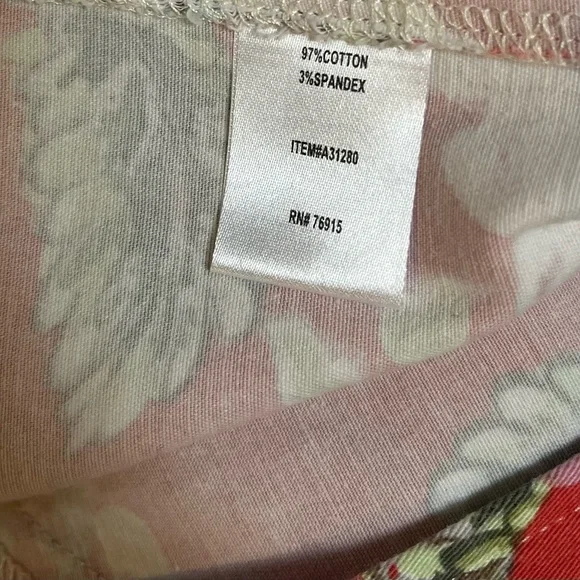 97%COTTON
3%SPANDEX
ITEM#A31280
RN# 76915